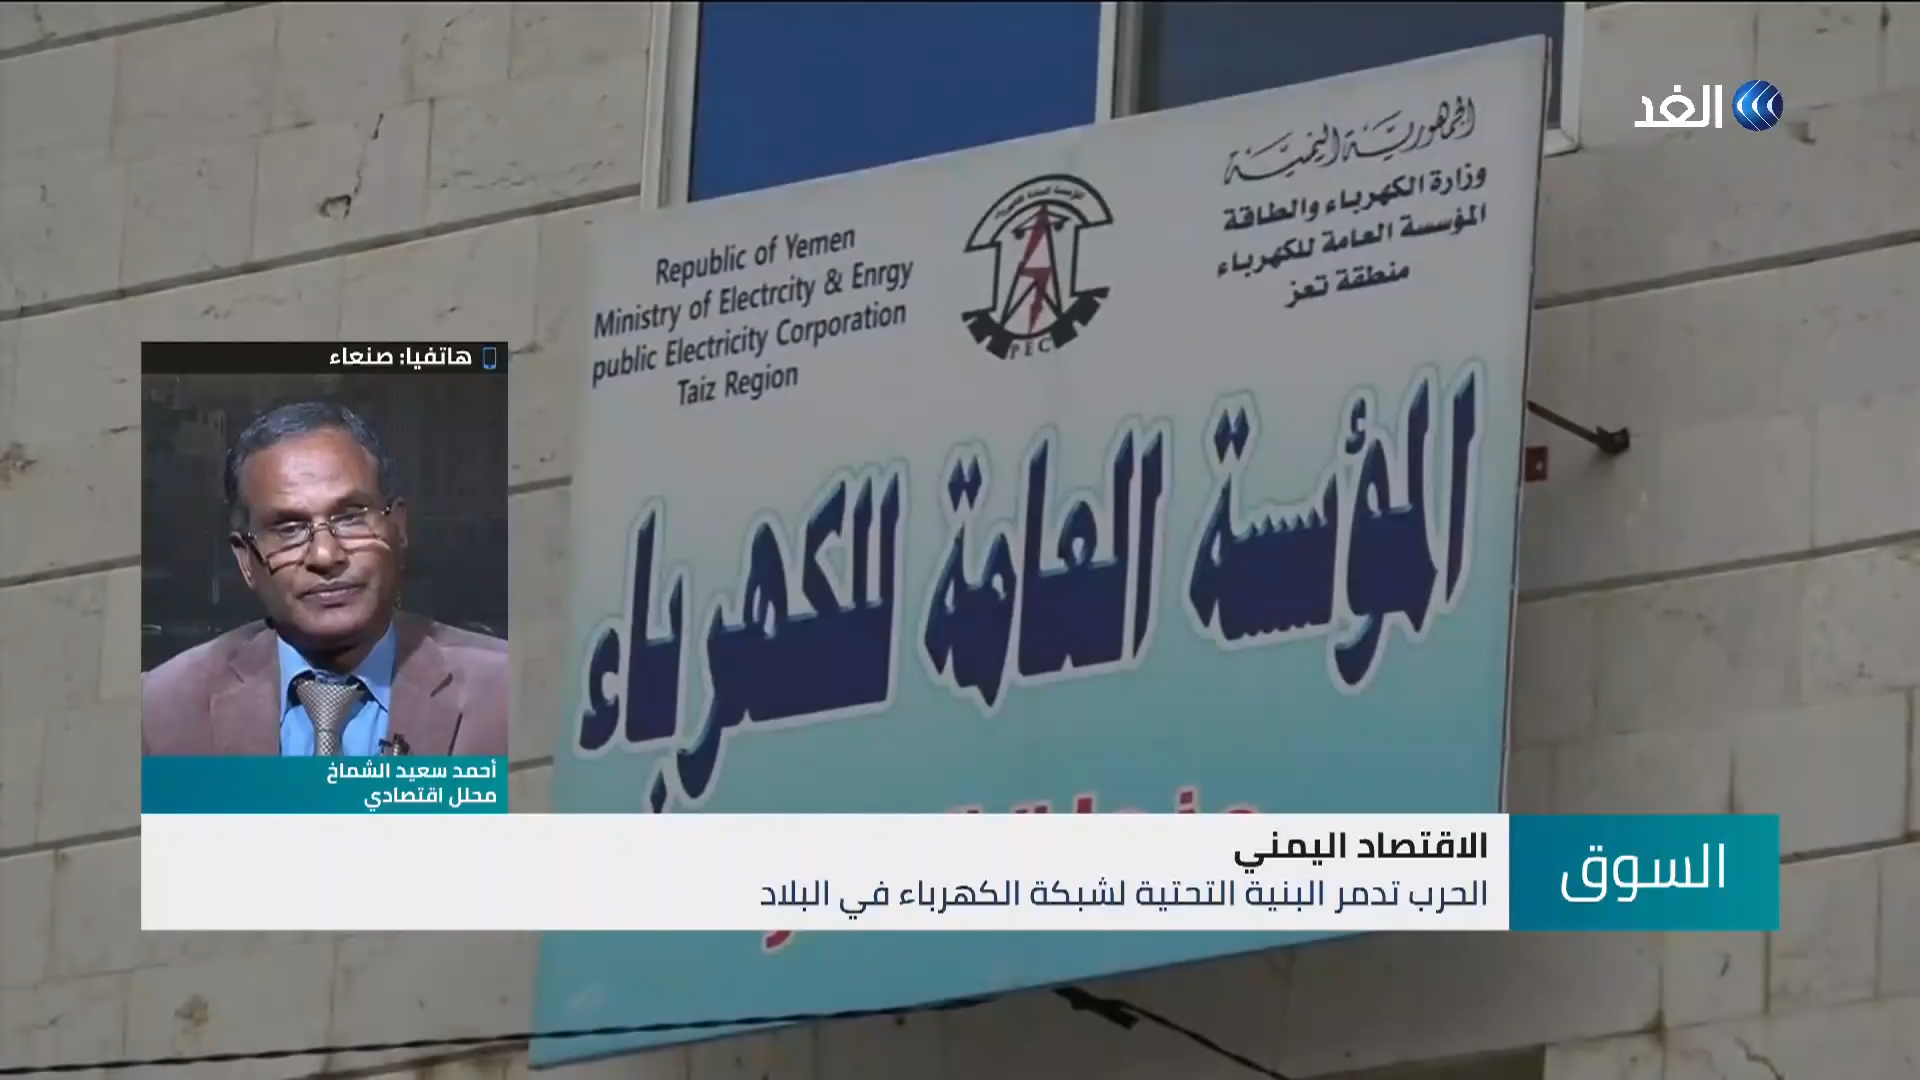 الغد
الجمهورية اليمنية
وزارة الكهرباء والطاقة
المؤسسة العامة للكهرباء
منطقة تعز
Republic of Yemen
Ministry of Electrcity & Enrgy
public Electricity Corporation
Taiz Region
PEC
المؤسسة العامة للكهرباء
هاتفيا: صنعاء
أحمد سعيد الشماخ
محلل اقتصادي
السوق
الاقتصاد اليمني
الحرب تدمر البنية التحتية لشبكة الكهرباء في البلاد